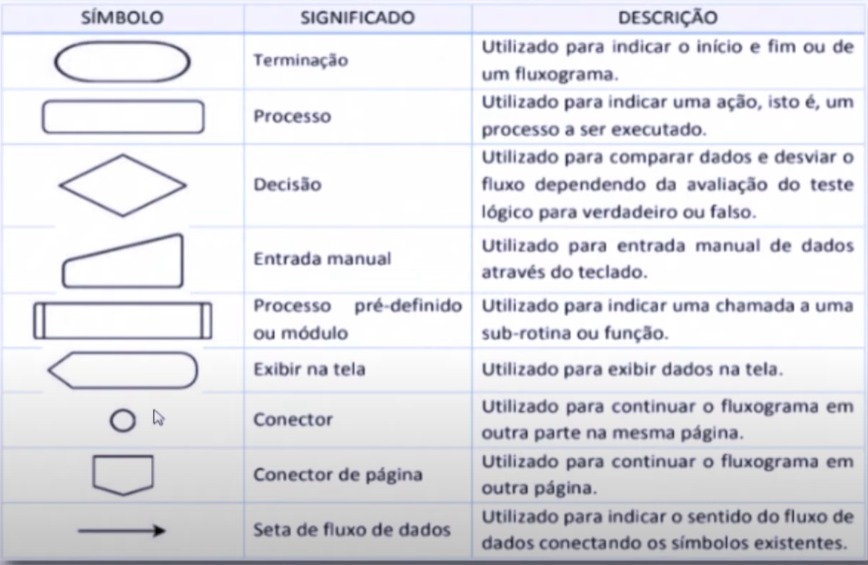 SÍMBOLO SIGNIFICADO DESCRIÇÃO
Terminação
Utilizado para indicar o início e fim ou de
um fluxograma.
Processo
Utilizado para indicar uma ação, isto é, um
processo a ser executado.
Decisão
Utilizado para comparar dados e desviar o
fluxo dependendo da avaliação do teste
lógico para verdadeiro ou falso.
Entrada manual
Utilizado para entrada manual de dados
através do teclado.
Processo pré-definido
ou módulo
Utilizado para indicar uma chamada a uma
sub-rotina ou função.
Exibir na tela
Utilizado para exibir dados na tela.
Conector
Utilizado para continuar o fluxograma em
outra parte na mesma página.
Conector de página
Utilizado para continuar o fluxograma em
outra página.
Seta de fluxo de dados
Utilizado para indicar o sentido do fluxo de
dados conectando os símbolos existentes.